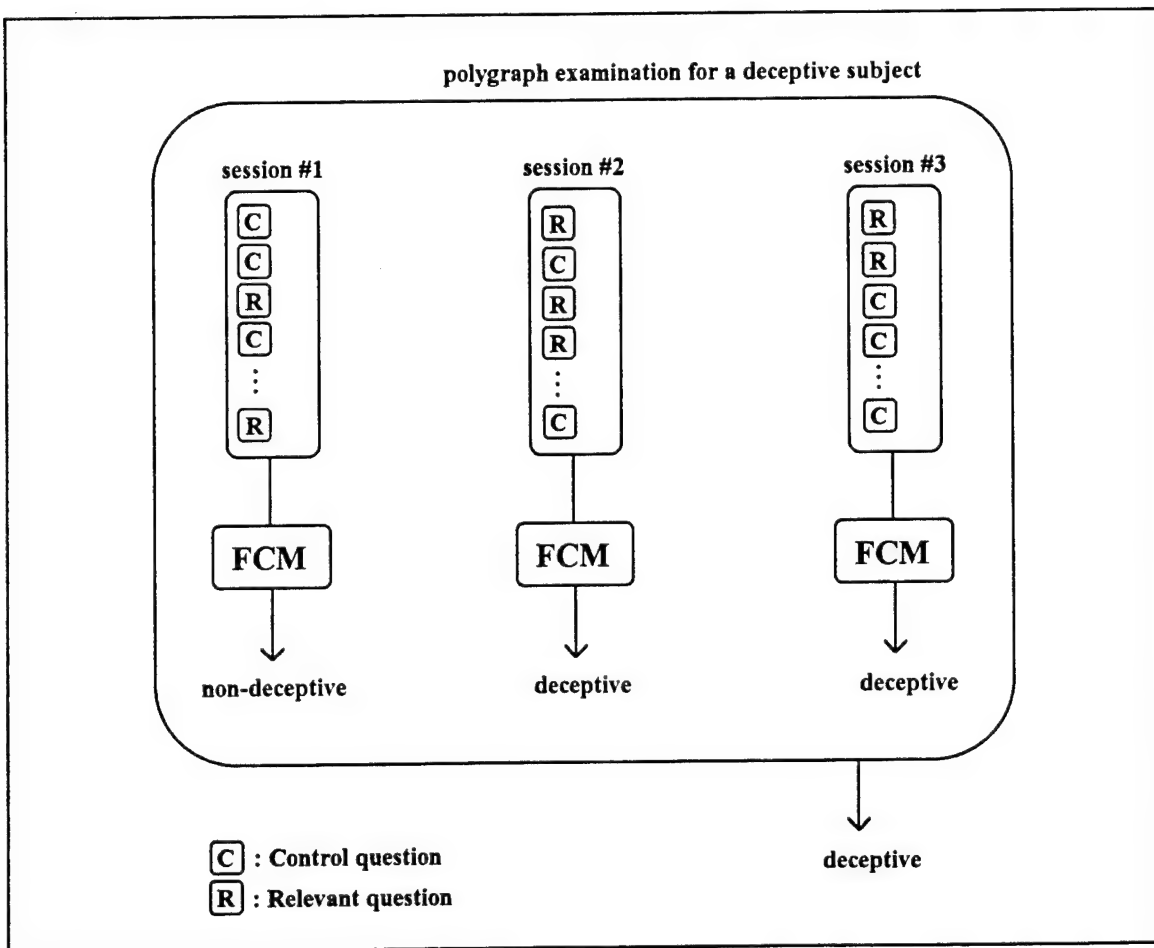 polygraph examination for a deceptive subject
session #1
C
C
R
C
R
FCM
non-deceptive
session #2
R
C
R
R
C
FCM
deceptive
session #3
R
R
C
C
C
FCM
deceptive
deceptive
C : Control question
R : Relevant question